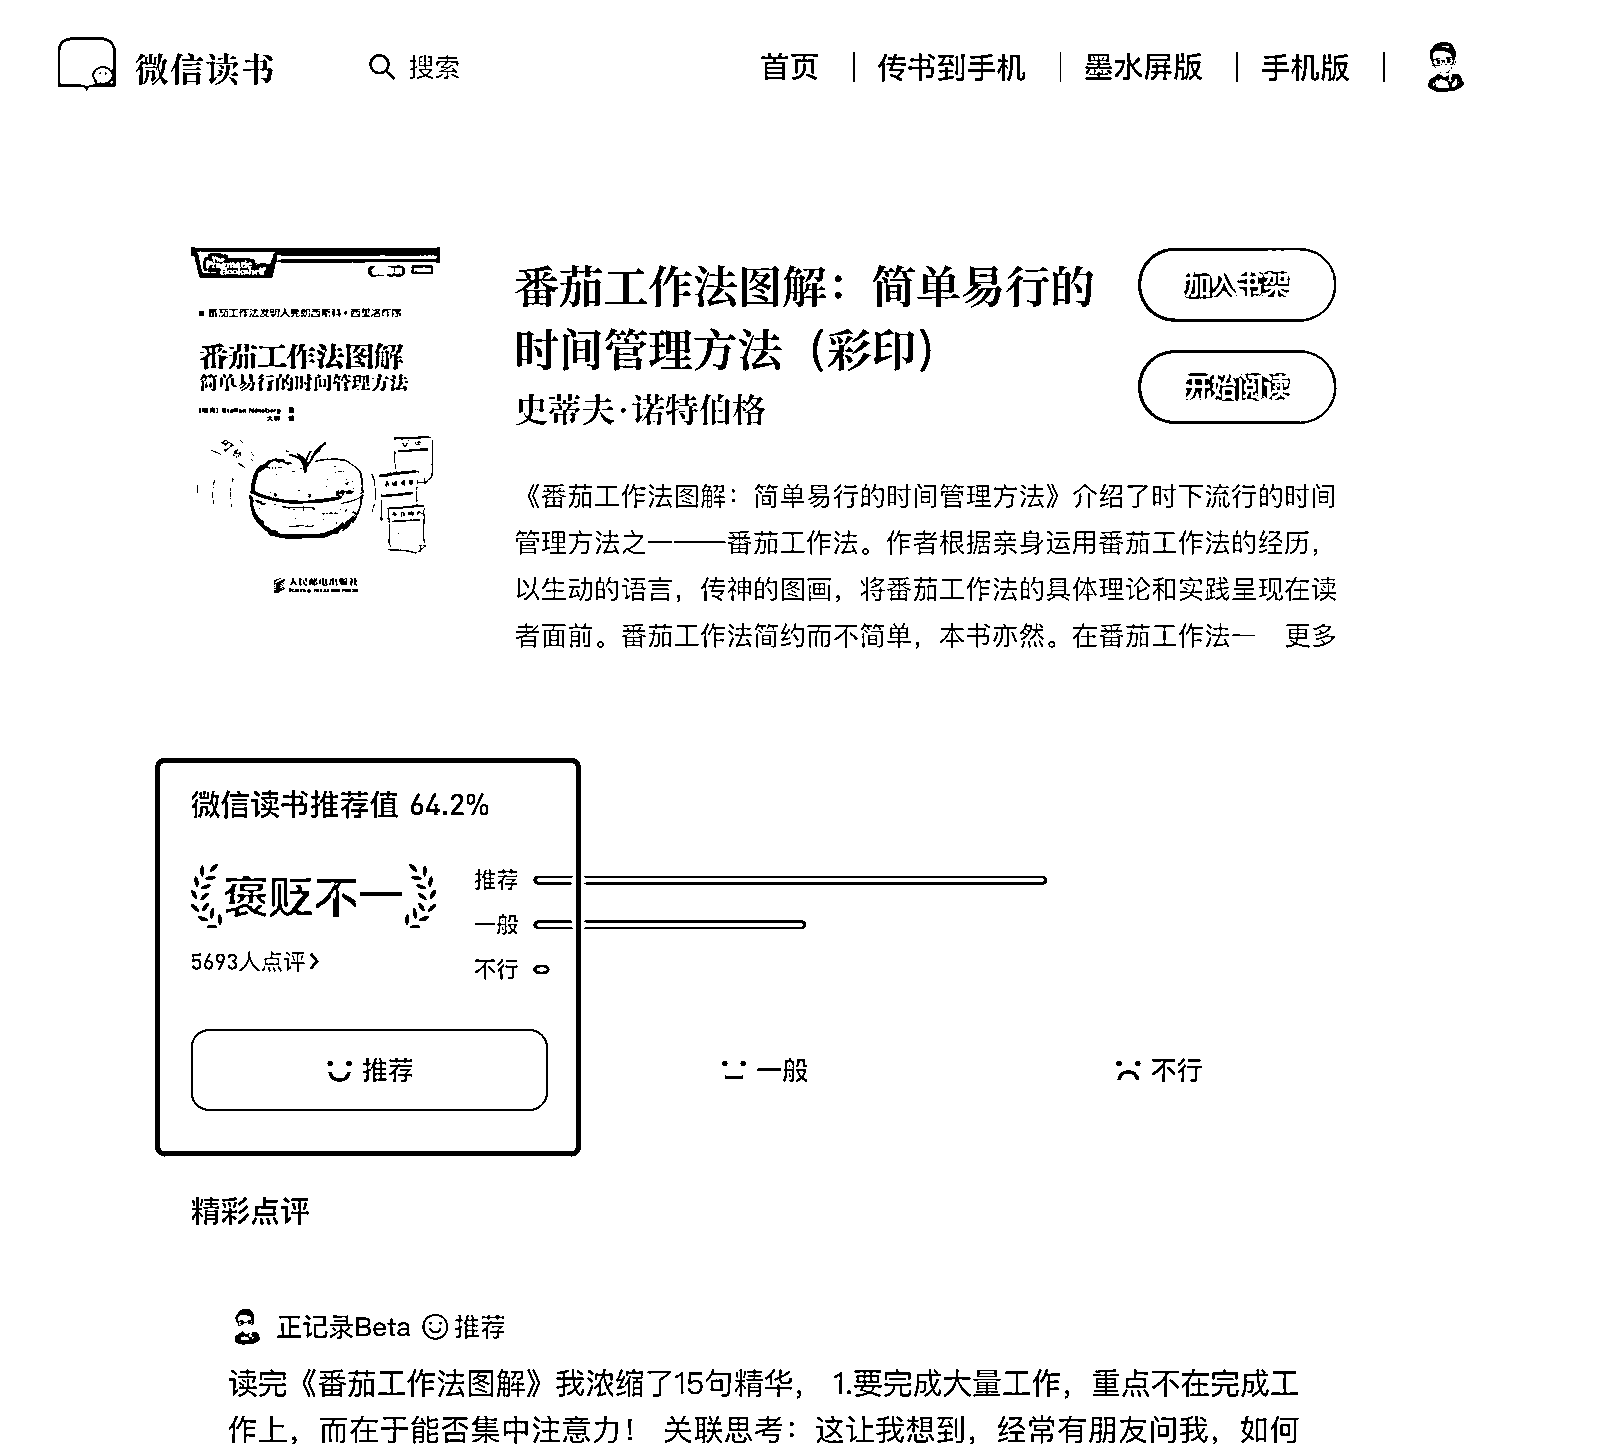 微信读书
搜索
首页
传书到手机
墨水屏版
手机版
番茄工作法图解
简单易行的时间管理方法
人民邮电出版社
番茄工作法图解：简单易行的
时间管理方法（彩印）
史蒂夫·诺特伯格
加入书架
开始阅读
《番茄工作法图解：简单易行的时间管理方法》介绍了时下流行的时间
管理方法之一——番茄工作法。作者根据亲身运用番茄工作法的经历，
以生动的语言，传神的图画，将番茄工作法的具体理论和实践呈现在读
者面前。番茄工作法简约而不简单，本书亦然。在番茄工作法一 更多
微信读书推荐值 64.2%
褒贬不一
5693人点评
推荐
一般
不行
推荐
一般
不行
精彩点评
正记录Beta 推荐
读完《番茄工作法图解》我浓缩了15句精华， 1.要完成大量工作，重点不在完成工
作上，而在于能否集中注意力！ 关联思考：这让我想到，经常有朋友问我，如何